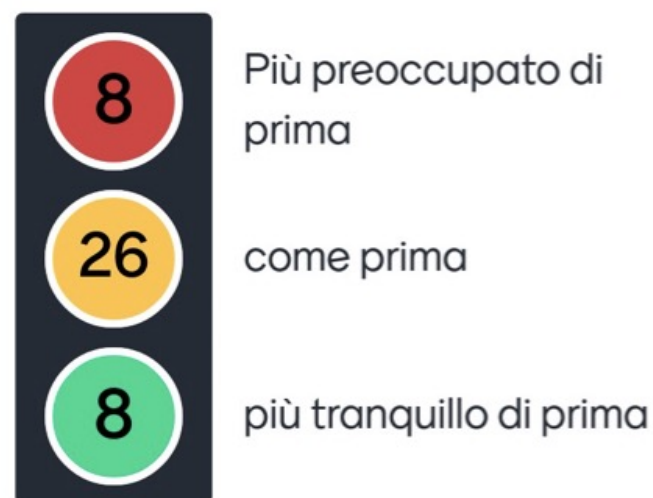 8
Più preoccupato di
prima
26
come prima
8
più tranquillo di prima